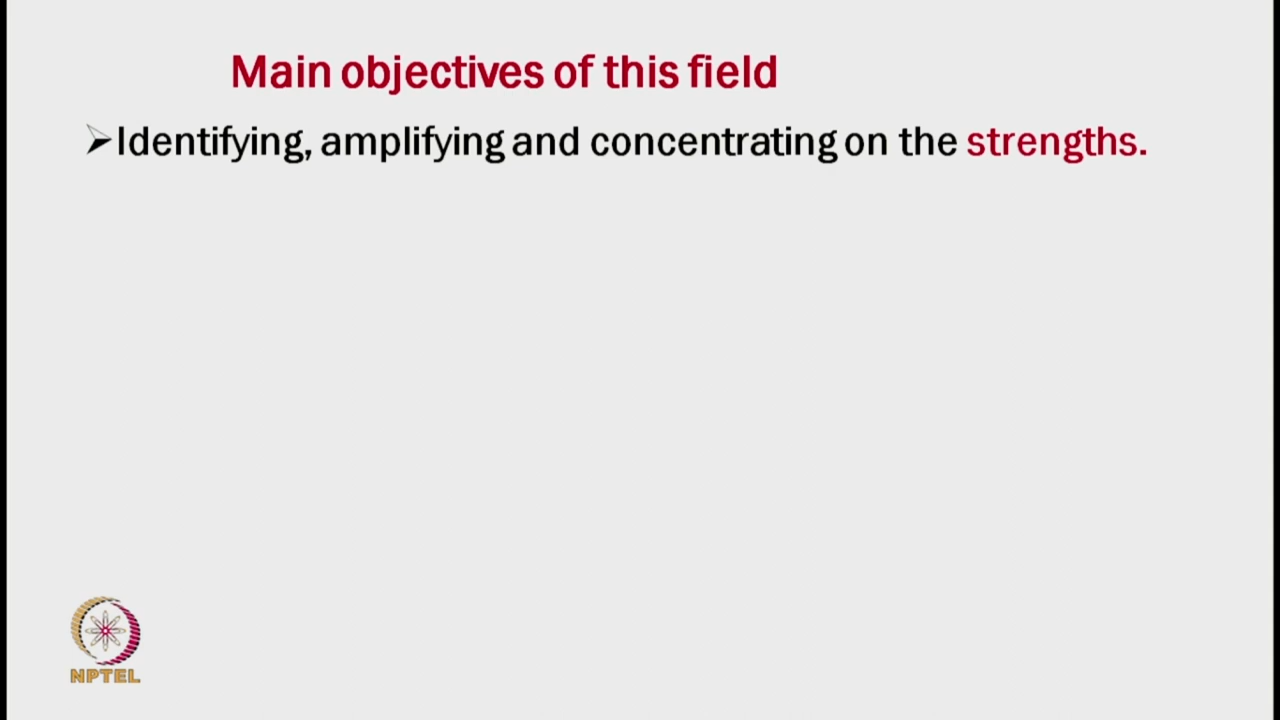 Main objectives of this field
Identifying, amplifying and concentrating on the strengths.
NPTEL